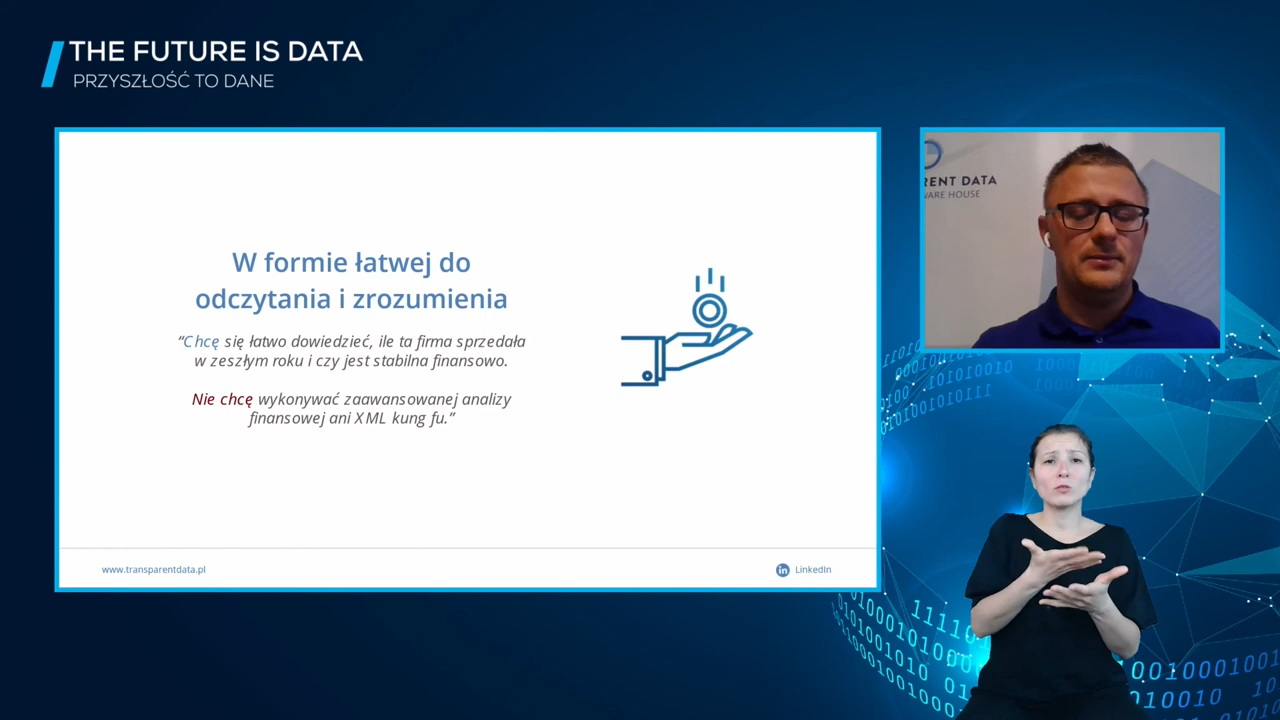 THE FUTURE IS DATA
PRZYSZŁOŚĆ TO DANE
W formie łatwej do
odczytania i zrozumienia
“Chcę się łatwo dowiedzieć, ile ta firma sprzedała
w zeszłym roku i czy jest stabilna finansowo.
Nie chcę wykonywać zaawansowanej analizy
finansowej ani XML kung fu.”
www.transparentdata.pl
in LinkedIn
RENT DATA
WARE HOUSE